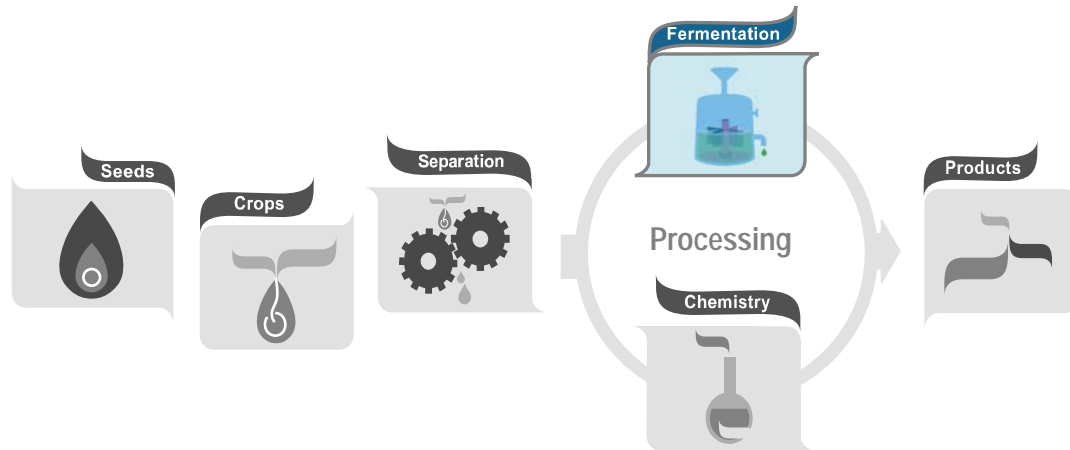 Seeds
Crops
Separation
Fermentation
Processing
Chemistry
Products